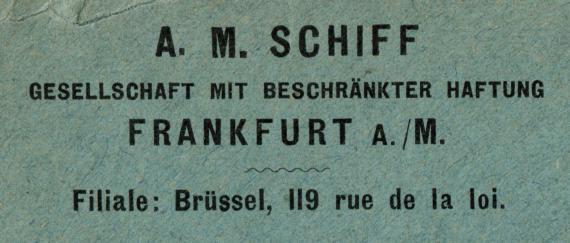 A. M. SCHIFF
GESELLSCHAFT MIT BESCHRÄNKTER HAFTUNG
FRANKFURT A./M.
Filiale: Brüssel, 119 rue de la loi.